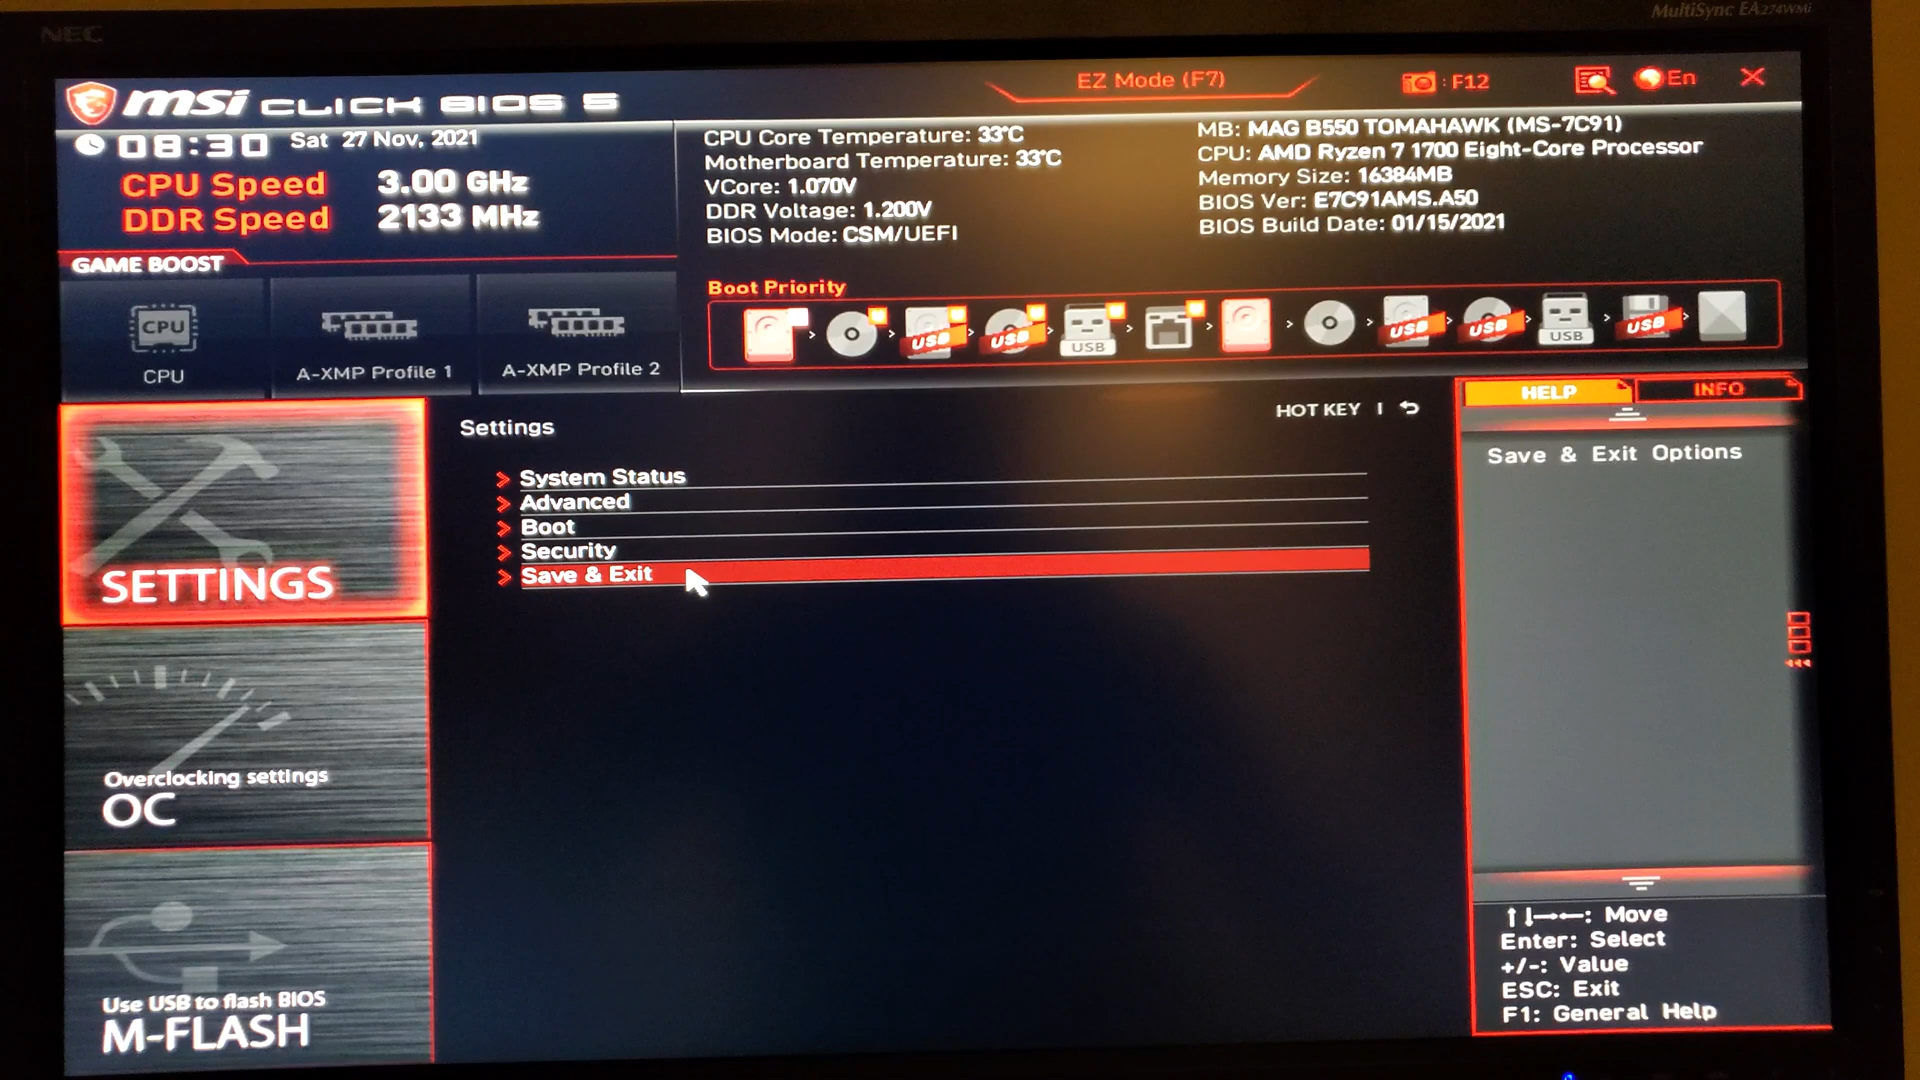 NEC
MultiSync EA274WMi
msi CLICK BIOS 5
EZ Mode (F7)
: F12
En
08:30 Sat 27 Nov, 2021
CPU Speed 3.00 GHz
DDR Speed 2133 MHz
CPU Core Temperature: 33°C
Motherboard Temperature: 33°C
VCore: 1.070V
DDR Voltage: 1.200V
BIOS Mode: CSM/UEFI
MB: MAG B550 TOMAHAWK (MS-7C91)
CPU: AMD Ryzen 7 1700 Eight-Core Processor
Memory Size: 16384MB
BIOS Ver: E7C91AMS.A50
BIOS Build Date: 01/15/2021
GAME BOOST
CPU
CPU
A-XMP Profile 1
A-XMP Profile 2
Boot Priority
USB USB USB USB USB USB USB
HOT KEY
HELP
INFO
Settings
System Status
Advanced
Boot
Security
Save & Exit
Save & Exit Options
SETTINGS
Overclocking settings
OC
Use USB to flash BIOS
M-FLASH
↑↓→←: Move
Enter: Select
+/-: Value
ESC: Exit
F1: General Help